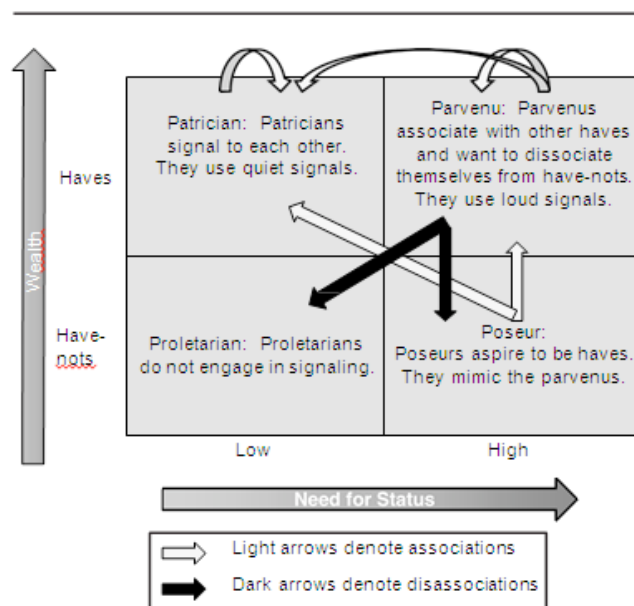 Patrician: Patricians
signal to each other.
They use quiet signals.
Parvenu: Parvenus
associate with other haves
and want to dissociate
themselves from have-nots.
They use loud signals.
Haves
Wealth
Have-
nots
Proletarian: Proletarians
do not engage in signaling.
Poseur:
Poseurs aspire to be haves.
They mimic the parvenus.
Low
High
Need for Status
Light arrows denote associations
Dark arrows denote disassociations